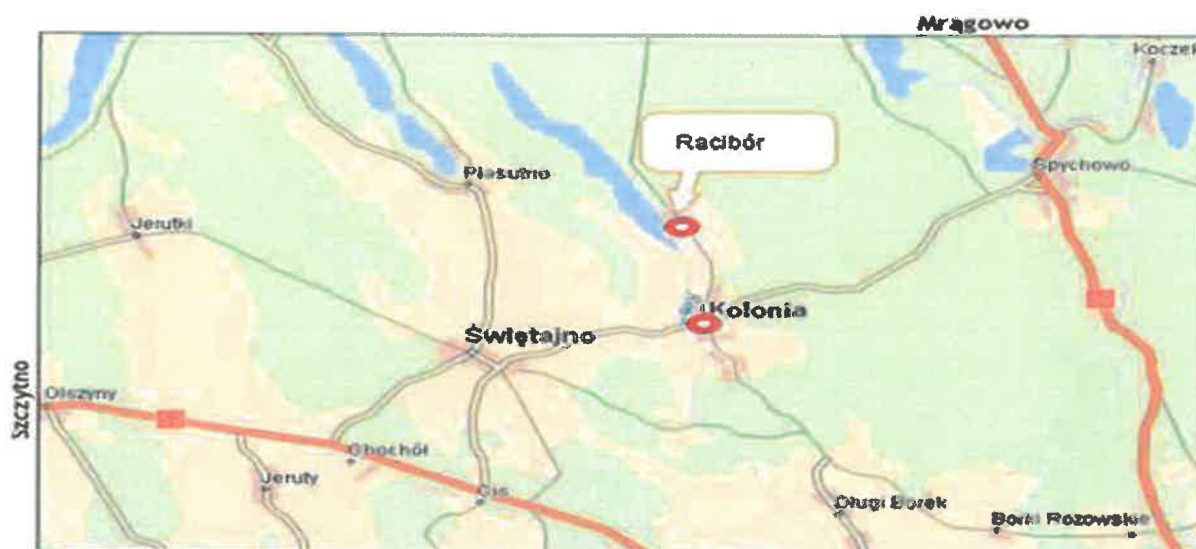 Mrągowo
Koczek
Racibór
Spychowo
Piasutno
Jerutki
Kolonia
Świętajno
Szczytno
Olszyny
Chochół
Jeruty
Cis
Długi Borek
Borki Rozowskie